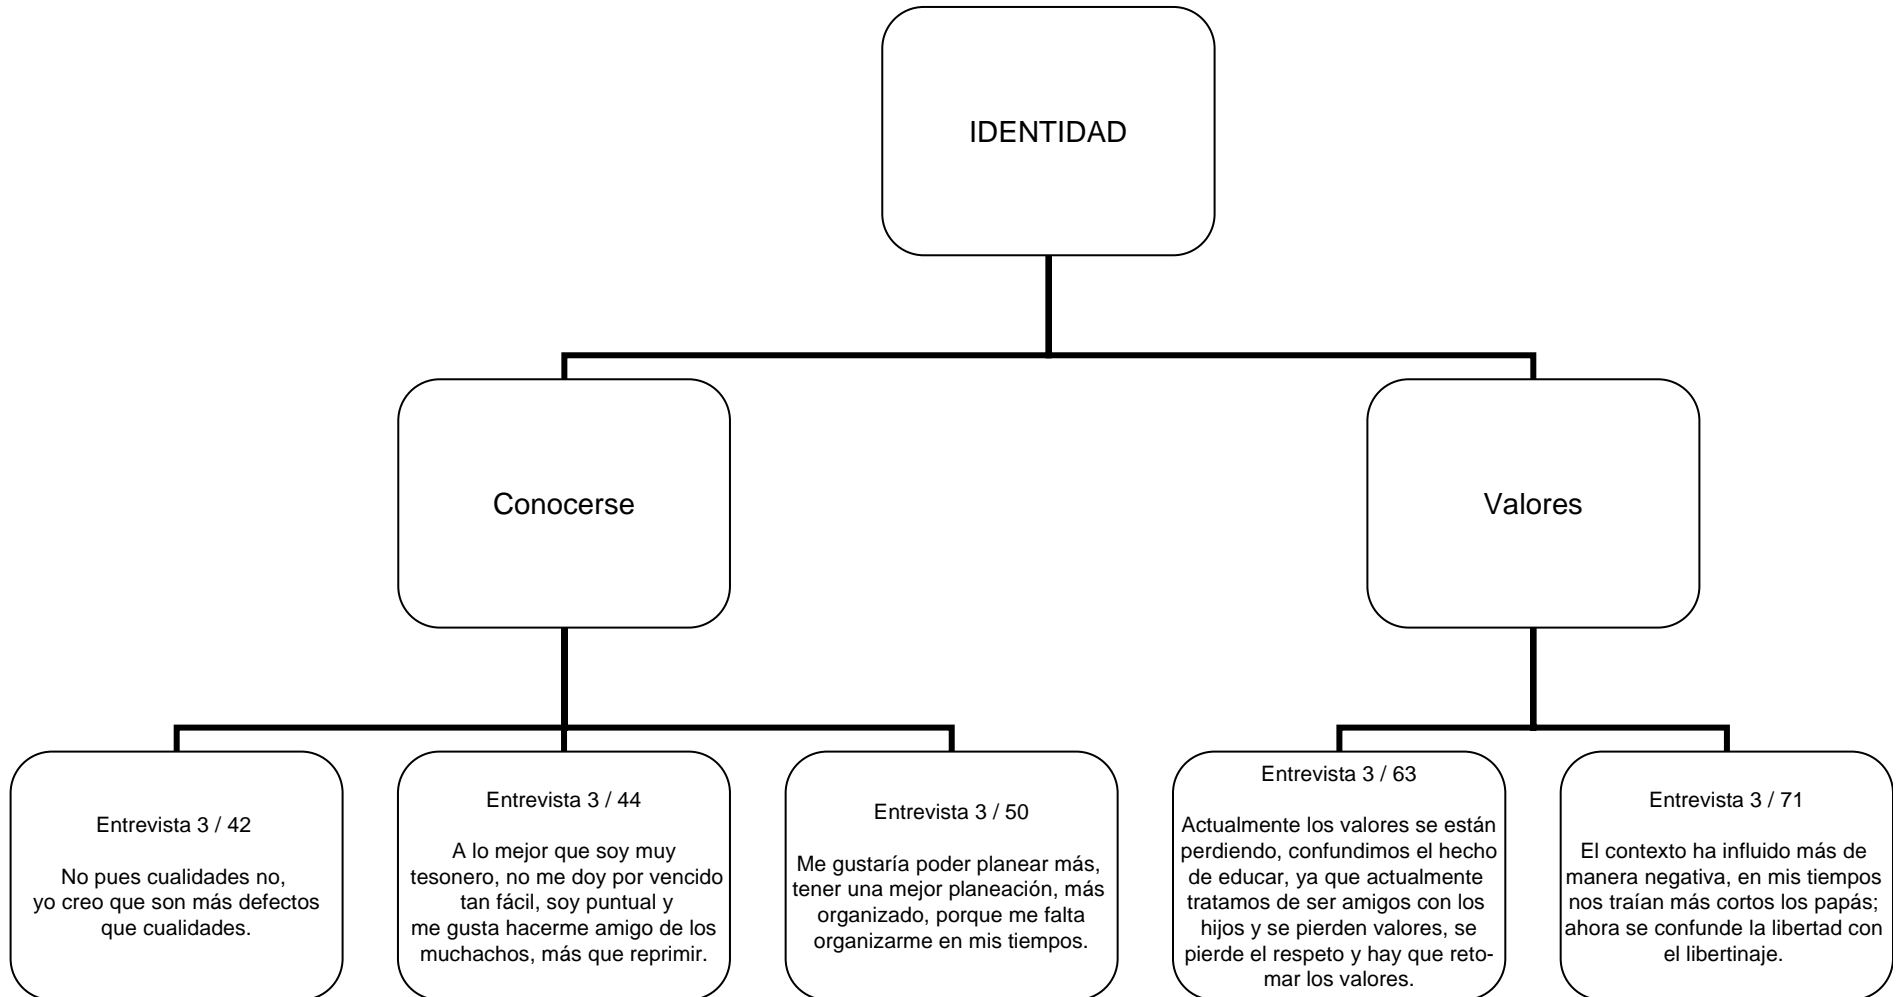 IDENTIDAD
Conocerse
Valores
Entrevista 3 / 42
No pues cualidades no,
yo creo que son más defectos
que cualidades.
Entrevista 3 / 44
A lo mejor que soy muy
tesonero, no me doy por vencido
tan fácil, soy puntual y
me gusta hacerme amigo de los
muchachos, más que reprimir.
Entrevista 3 / 50
Me gustaría poder planear más,
tener una mejor planeación, más
organizado, porque me falta
organizarme en mis tiempos.
Entrevista 3 / 63
Actualmente los valores se están
perdiendo, confundimos el hecho
de educar, ya que actualmente
tratamos de ser amigos con los
hijos y se pierden valores, se
pierde el respeto y hay que reto-
mar los valores.
Entrevista 3 / 71
El contexto ha influido más de
manera negativa, en mis tiempos
nos traían más cortos los papás;
ahora se confunde la libertad con
el libertinaje.